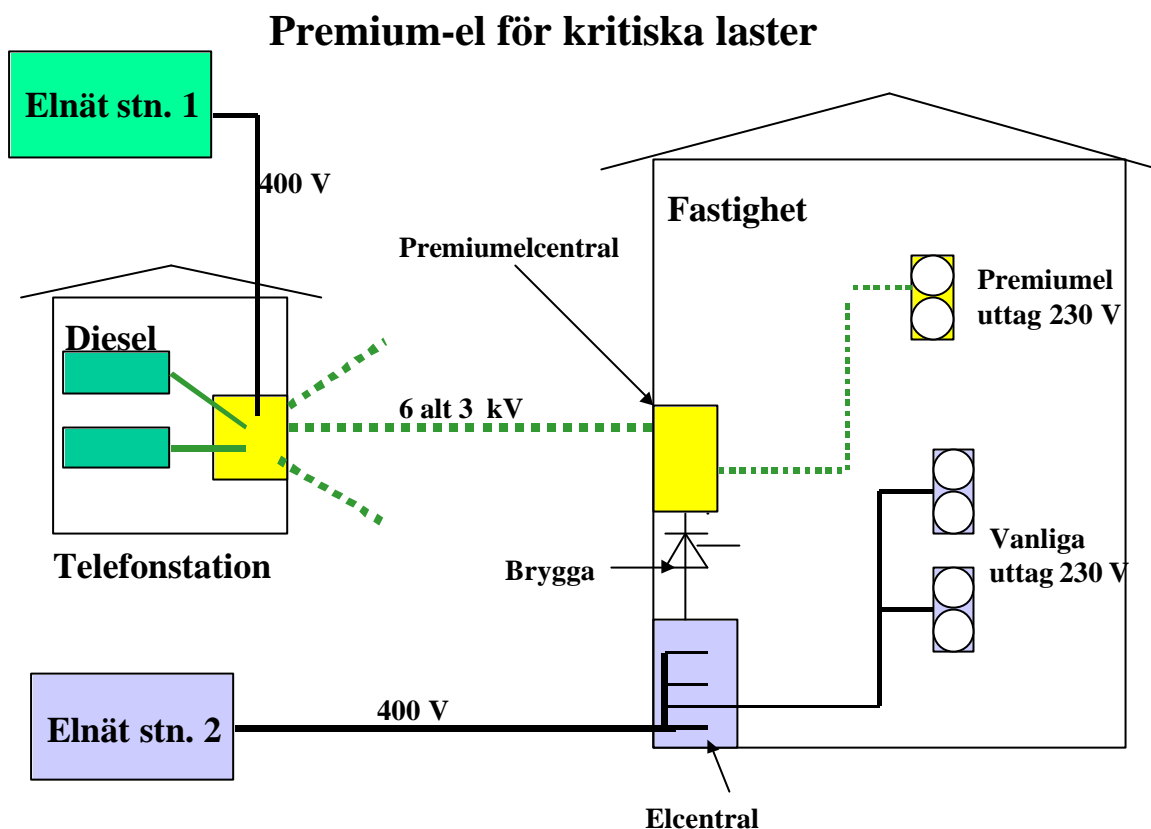 Premium-el för kritiska laster
Elnät stn. 1
400 V
Fastighet
Premiumelcentral
Premiumel
uttag 230 V
Diesel
6 alt 3 kV
Telefonstation
Brygga
Vanliga
uttag 230 V
400 V
Elnät stn. 2
Elcentral